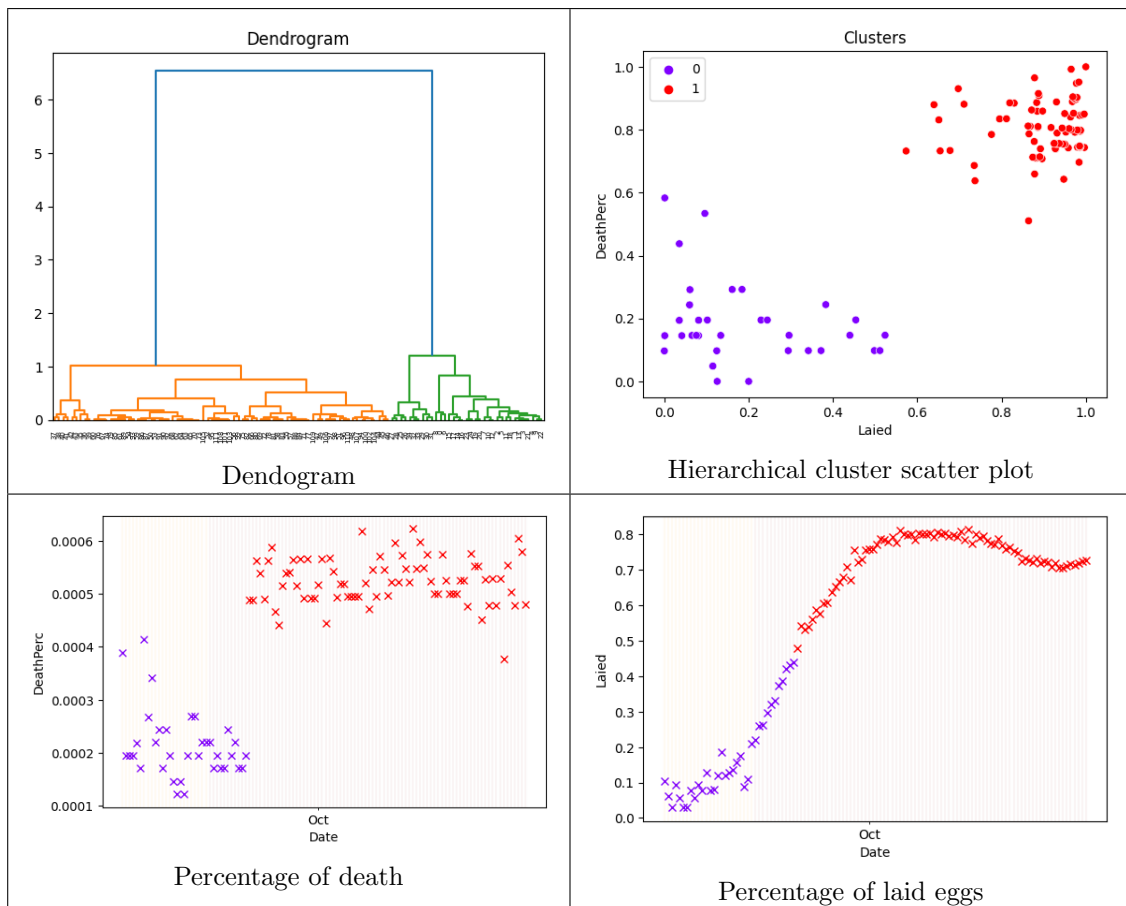 Dendrogram
6
5
4
3
2
1
0
Dendogram
Clusters
0
1
1.0
0.8
0.6
0.4
0.2
0.0
DeathPerc
0.0 0.2 0.4 0.6 0.8 1.0
Laied
Hierarchical cluster scatter plot
0.0006
0.0005
0.0004
0.0003
0.0002
0.0001
DeathPerc
Oct
Date
Percentage of death
0.8
0.7
0.6
0.5
0.4
0.3
0.2
0.1
0.0
Laied
Oct
Date
Percentage of laid eggs